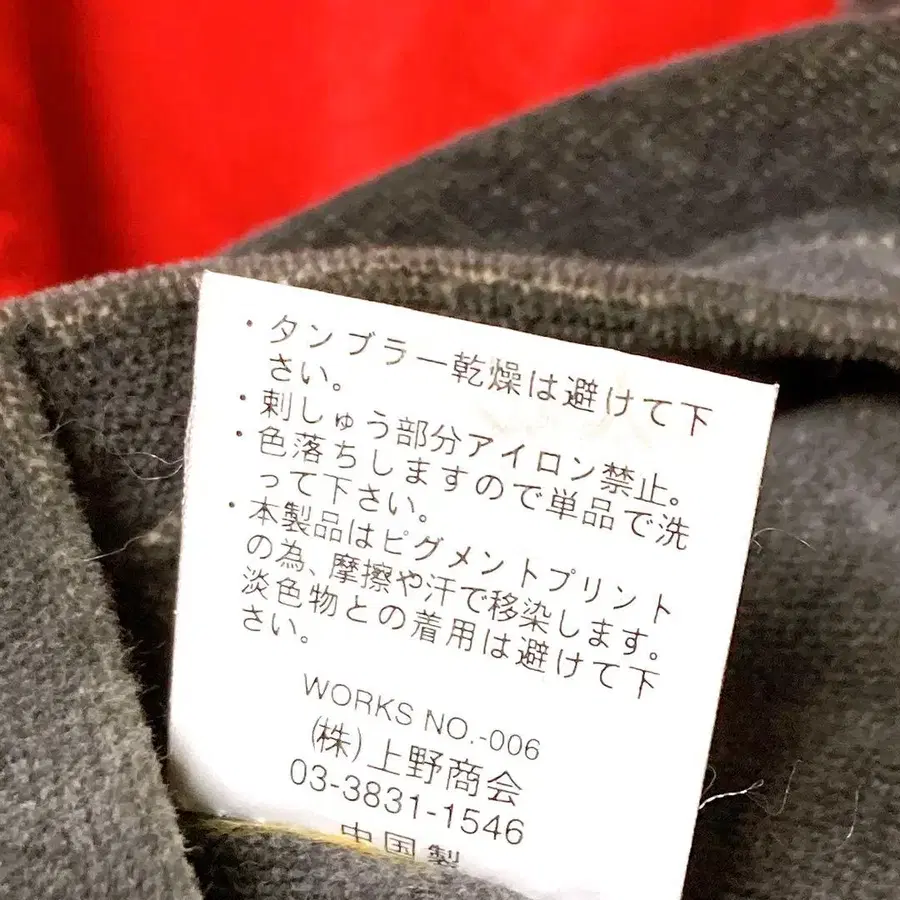 ・タンブラー乾燥は避けて下
さい。
・刺しゅう部分アイロン禁止。
・色落ちしますので単品で洗
って下さい。
・本製品はピグメントプリント
の為、摩擦や汗で移染します。
淡色物との着用は避けて下
さい。
WORKS NO.-006
(株)上野商会
03-3831-1546
中国製